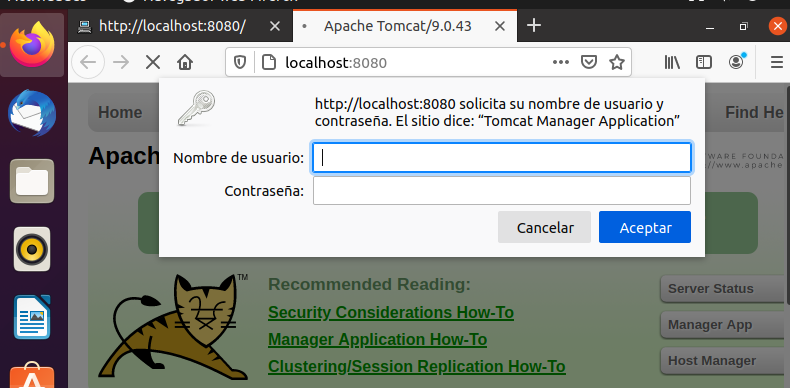 http://localhost:8080/
Apache Tomcat/9.0.43
localhost:8080
http://localhost:8080 solicita su nombre de usuario y
contraseña. El sitio dice: “Tomcat Manager Application”
Nombre de usuario:
Contraseña:
Cancelar
Aceptar
Home
Find He
Apach
WARE FOUNDA
//www.apache
TM
Recommended Reading:
Security Considerations How-To
Manager Application How-To
Clustering/Session Replication How-To
Server Status
Manager App
Host Manager